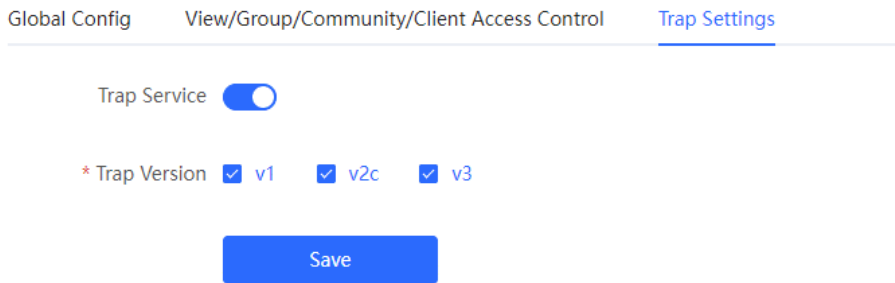 Global Config View/Group/Community/Client Access Control Trap Settings
Trap Service
* Trap Version v1 v2c v3
Save